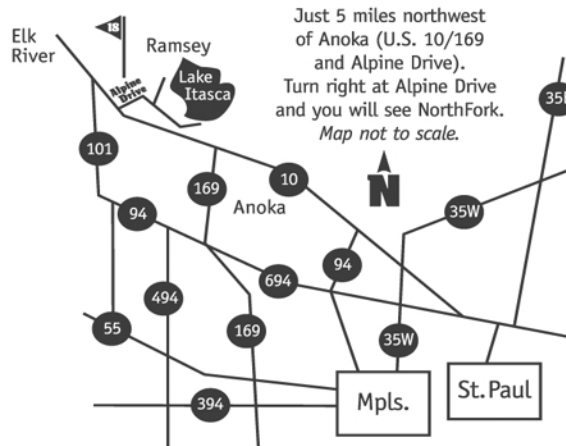 Just 5 miles northwest
of Anoka (U.S. 10/169
and Alpine Drive).
Turn right at Alpine Drive
and you will see NorthFork.
Map not to scale.
18
Elk
River
Ramsey
Alpine
Drive
Lake
Itasca
N
101
169
10
Anoka
94
35W
694
94
494
55
169
35W
394
Mpls.
St.Paul